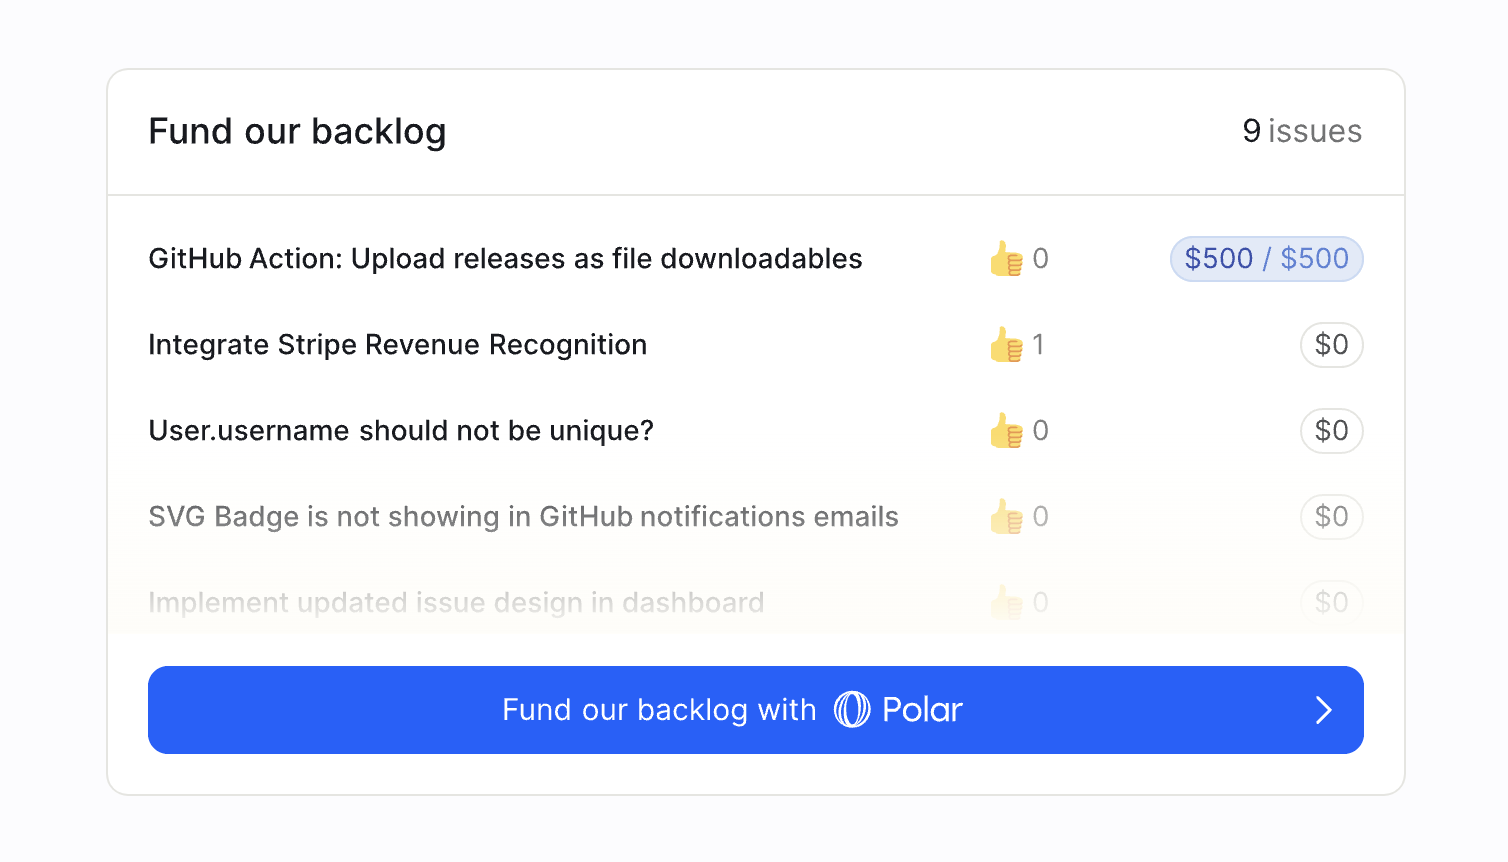 Fund our backlog 9 issues
GitHub Action: Upload releases as file downloadables 0 $500 / $500
Integrate Stripe Revenue Recognition 1 $0
User.username should not be unique? 0 $0
SVG Badge is not showing in GitHub notifications emails 0 $0
Implement updated issue design in dashboard 0 $0
Fund our backlog with Polar